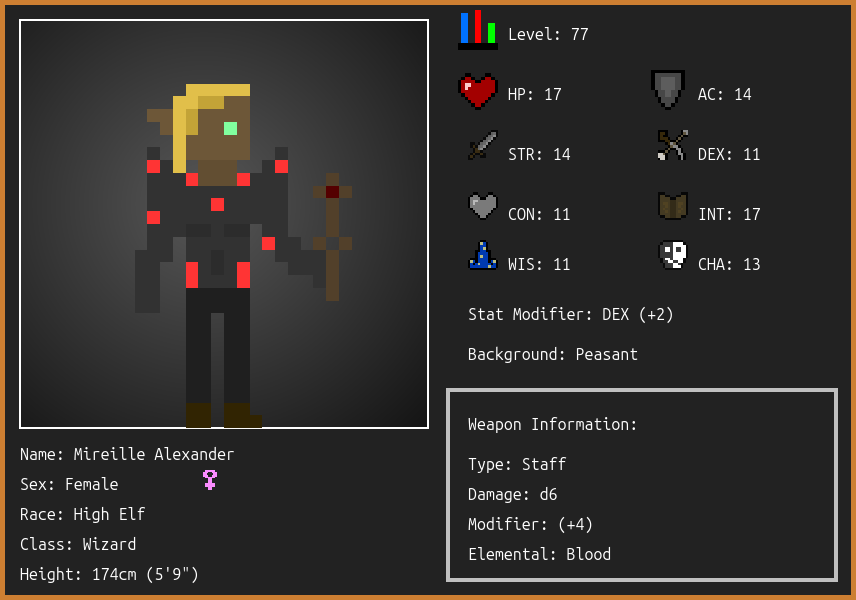 Level: 77
HP: 17
AC: 14
STR: 14
DEX: 11
CON: 11
INT: 17
WIS: 11
CHA: 13
Stat Modifier: DEX (+2)
Background: Peasant
Weapon Information:
Type: Staff
Damage: d6
Modifier: (+4)
Elemental: Blood
Name: Mireille Alexander
Sex: Female
Race: High Elf
Class: Wizard
Height: 174cm (5'9")